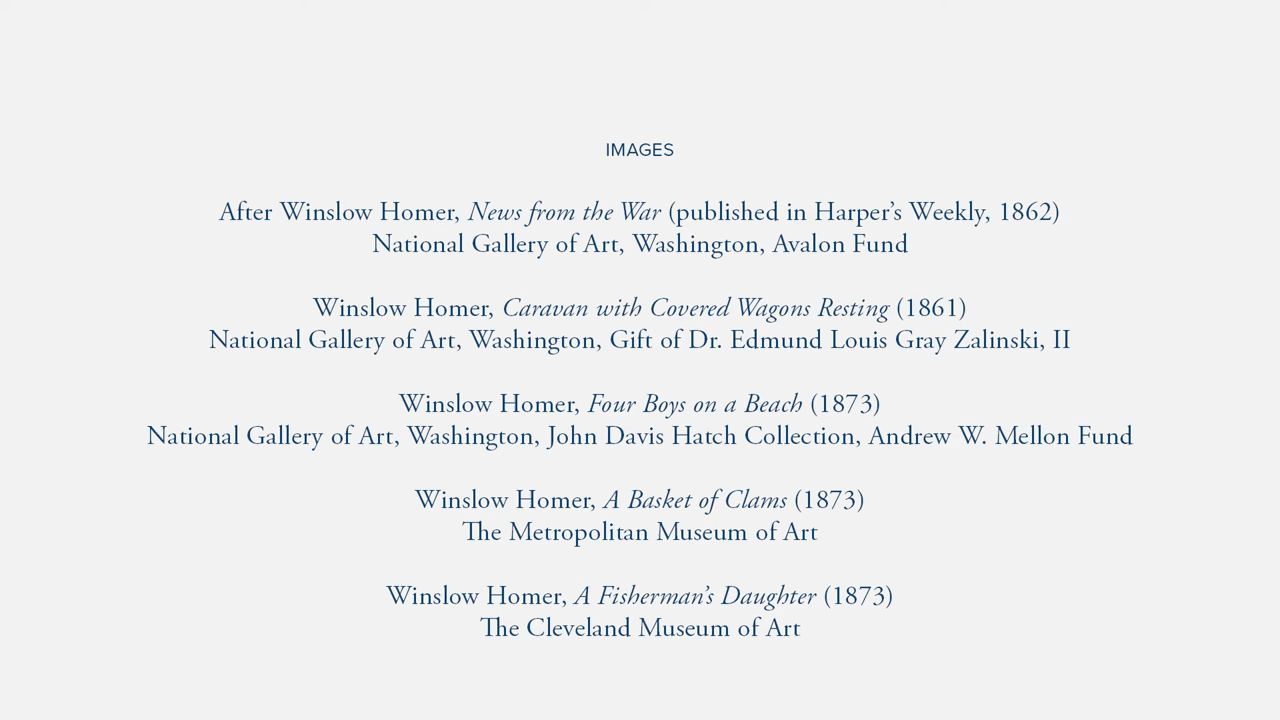 IMAGES
After Winslow Homer, News from the War (published in Harper’s Weekly, 1862)
National Gallery of Art, Washington, Avalon Fund
Winslow Homer, Caravan with Covered Wagons Resting (1861)
National Gallery of Art, Washington, Gift of Dr. Edmund Louis Gray Zalinski, II
Winslow Homer, Four Boys on a Beach (1873)
National Gallery of Art, Washington, John Davis Hatch Collection, Andrew W. Mellon Fund
Winslow Homer, A Basket of Clams (1873)
The Metropolitan Museum of Art
Winslow Homer, A Fisherman’s Daughter (1873)
The Cleveland Museum of Art